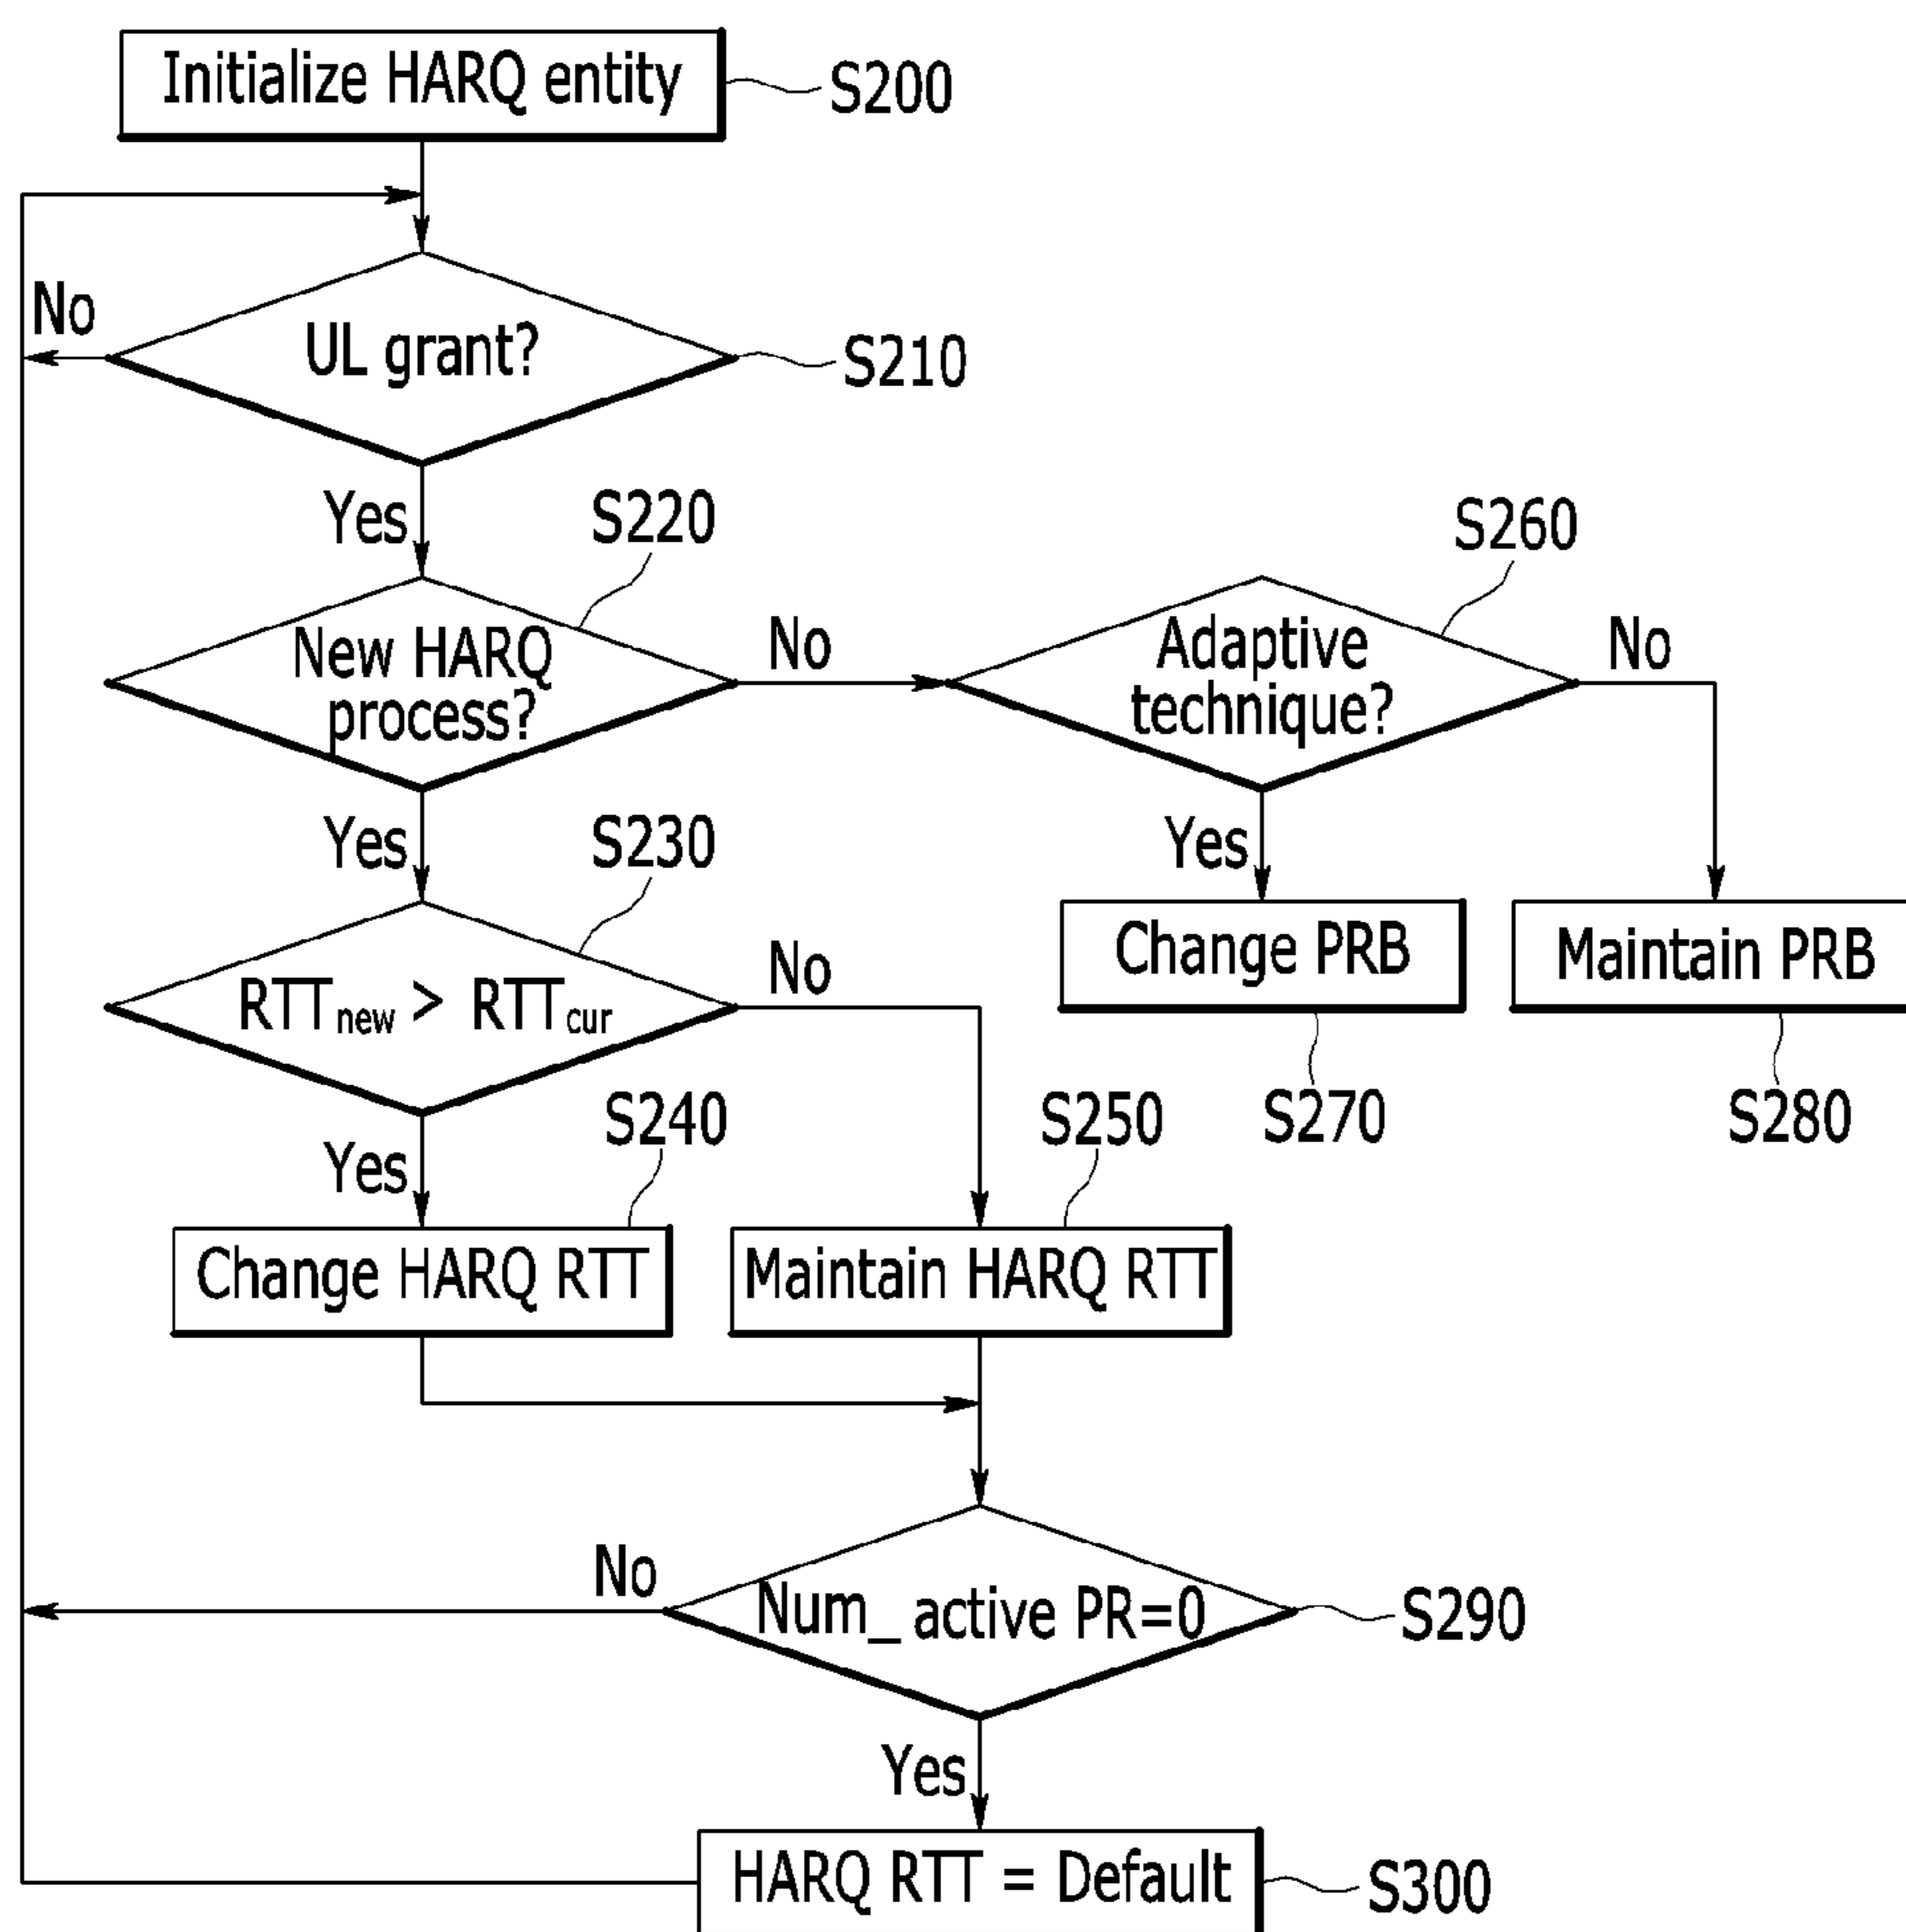 Initialize HARQ entity
S200
No
UL grant?
S210
Yes
S220
S260
New HARQ
process?
No
Adaptive
technique?
No
Yes
S230
Yes
Change PRB
Maintain PRB
RTTnew > RTTcur
No
S270
S280
Yes
S240
S250
Change HARQ RTT
Maintain HARQ RTT
No
Num_ active PR=0
S290
Yes
HARQ RTT = Default
S300